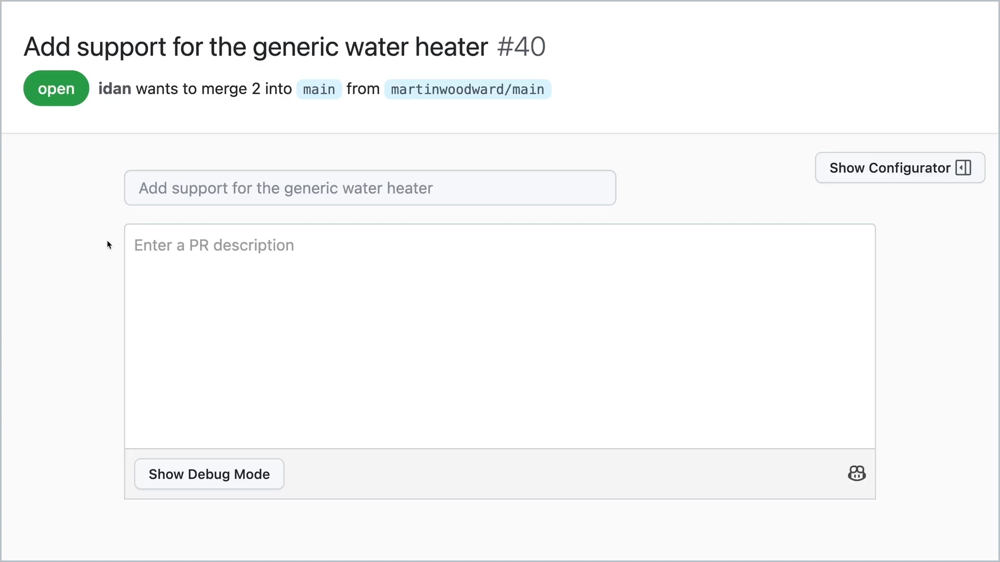 Add support for the generic water heater #40
open idan wants to merge 2 into main from martinwoodward/main
Show Configurator
Add support for the generic water heater
Enter a PR description
Show Debug Mode